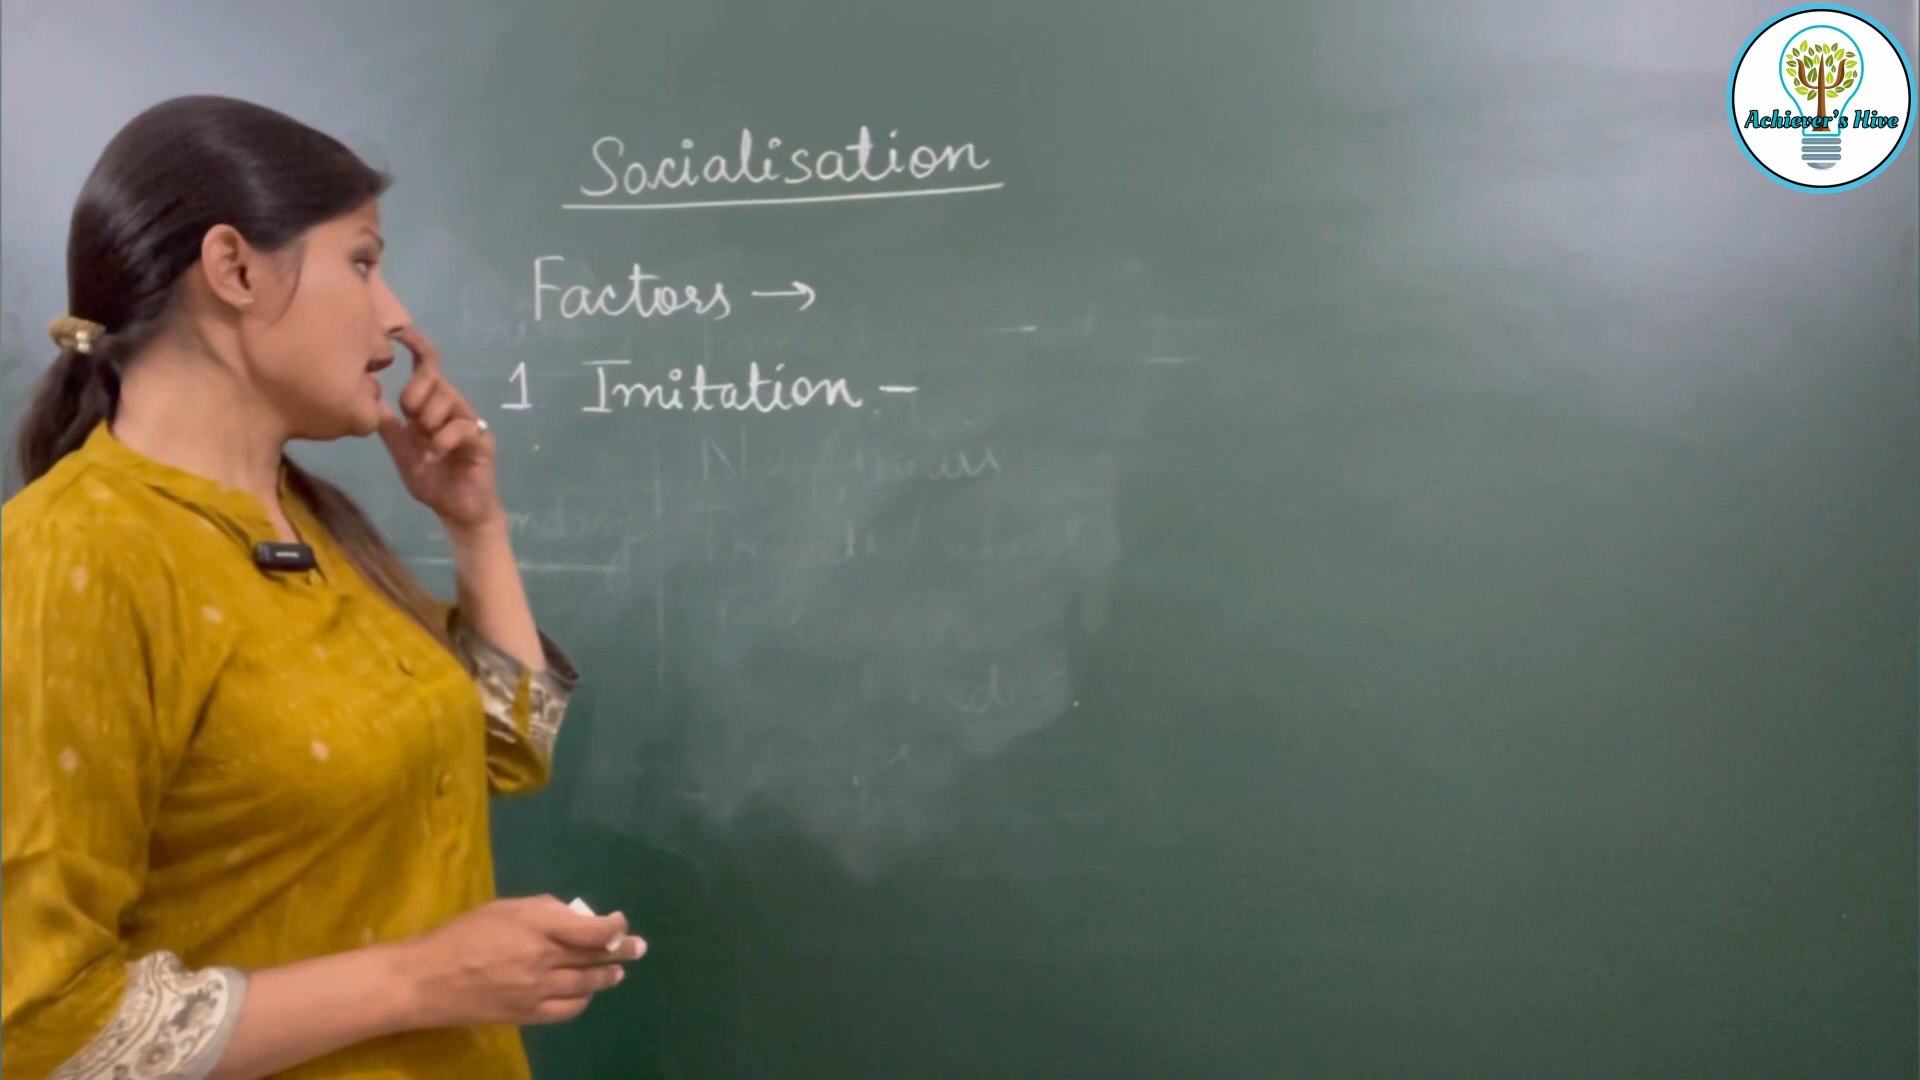 Achiever's Hive
Socialisation
Factors →
1 Imitation -